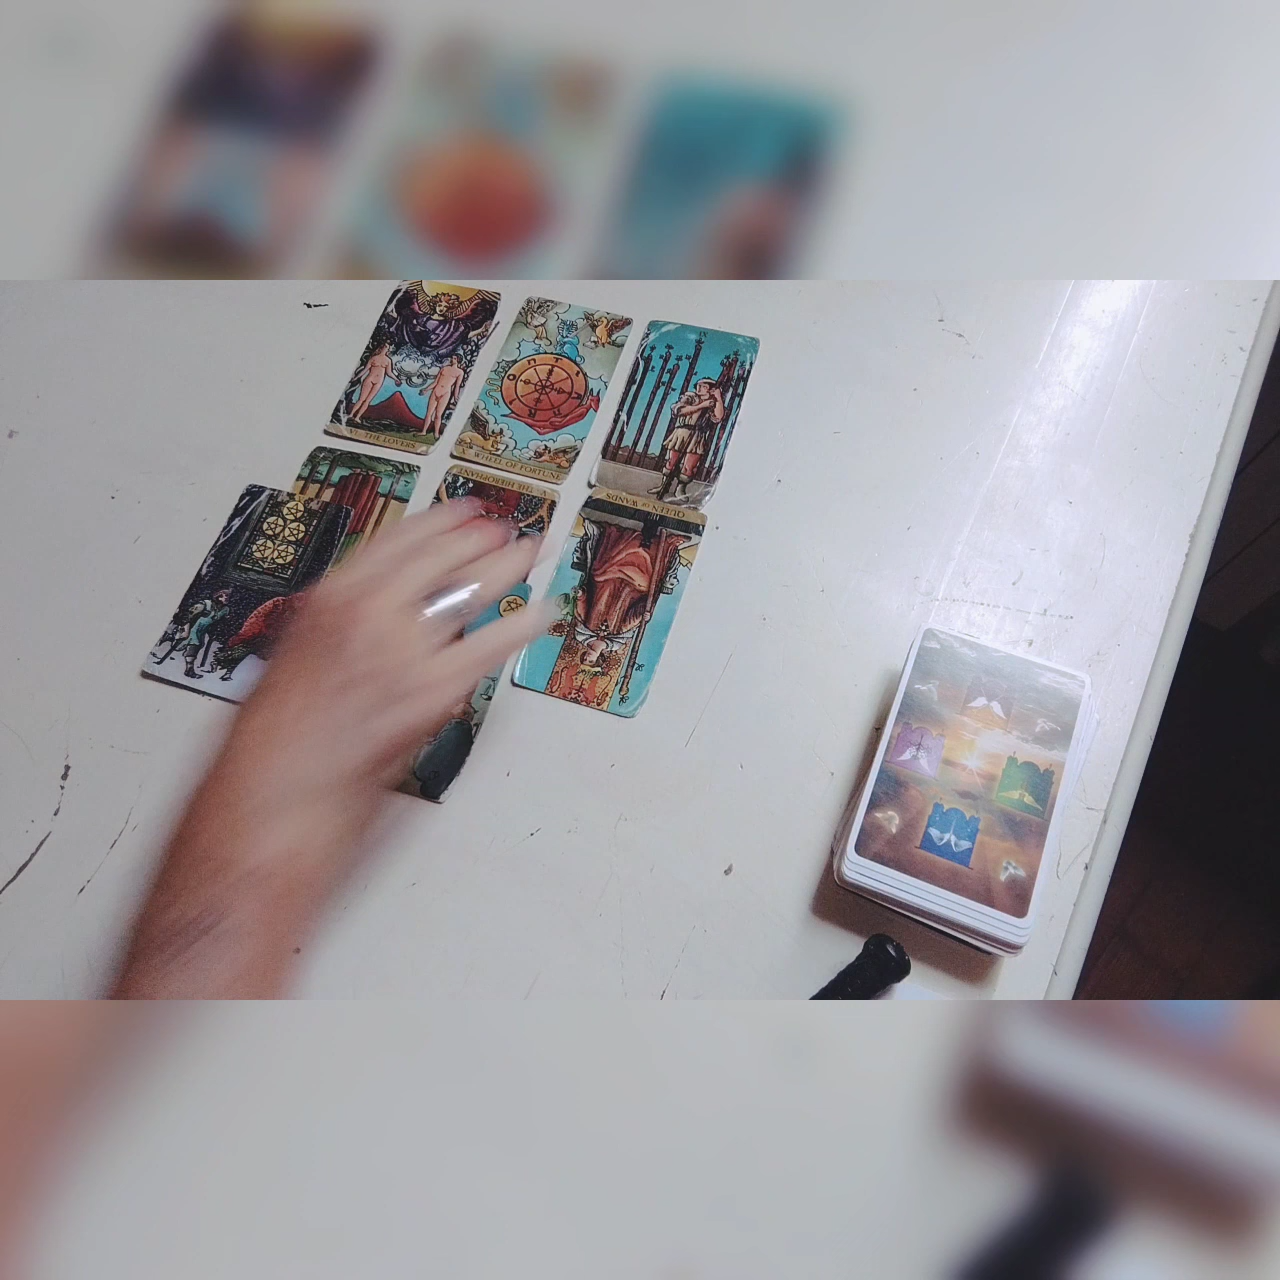 VI · THE LOVERS.
X WHEEL OF FORTUNE
V THE HIEROPHANT
QUEEN OF WANDS